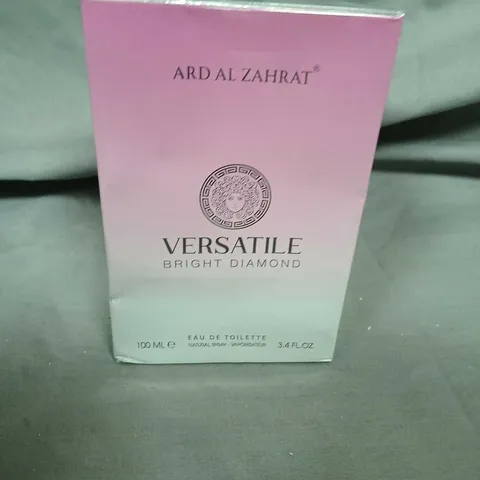 ARD AL ZAHRAT®
VERSATILE
BRIGHT DIAMOND
EAU DE TOILETTE
100 ML e NATURAL SPRAY - VAPORISATEUR 3.4 FL.OZ.